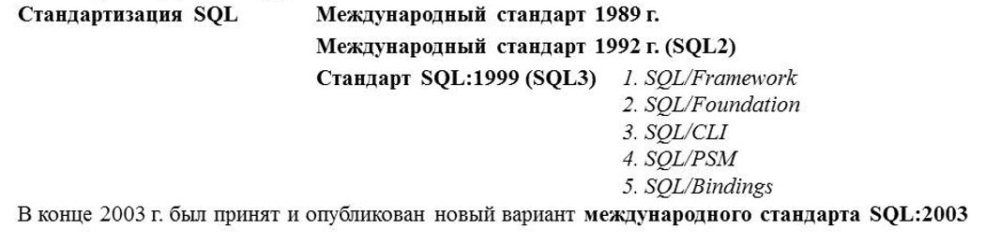 Стандартизация SQL Международный стандарт 1989 г.
Международный стандарт 1992 г. (SQL2)
Стандарт SQL:1999 (SQL3) 1. SQL/Framework
2. SQL/Foundation
3. SQL/CLI
4. SQL/PSM
5. SQL/Bindings
В конце 2003 г. был принят и опубликован новый вариант международного стандарта SQL:2003